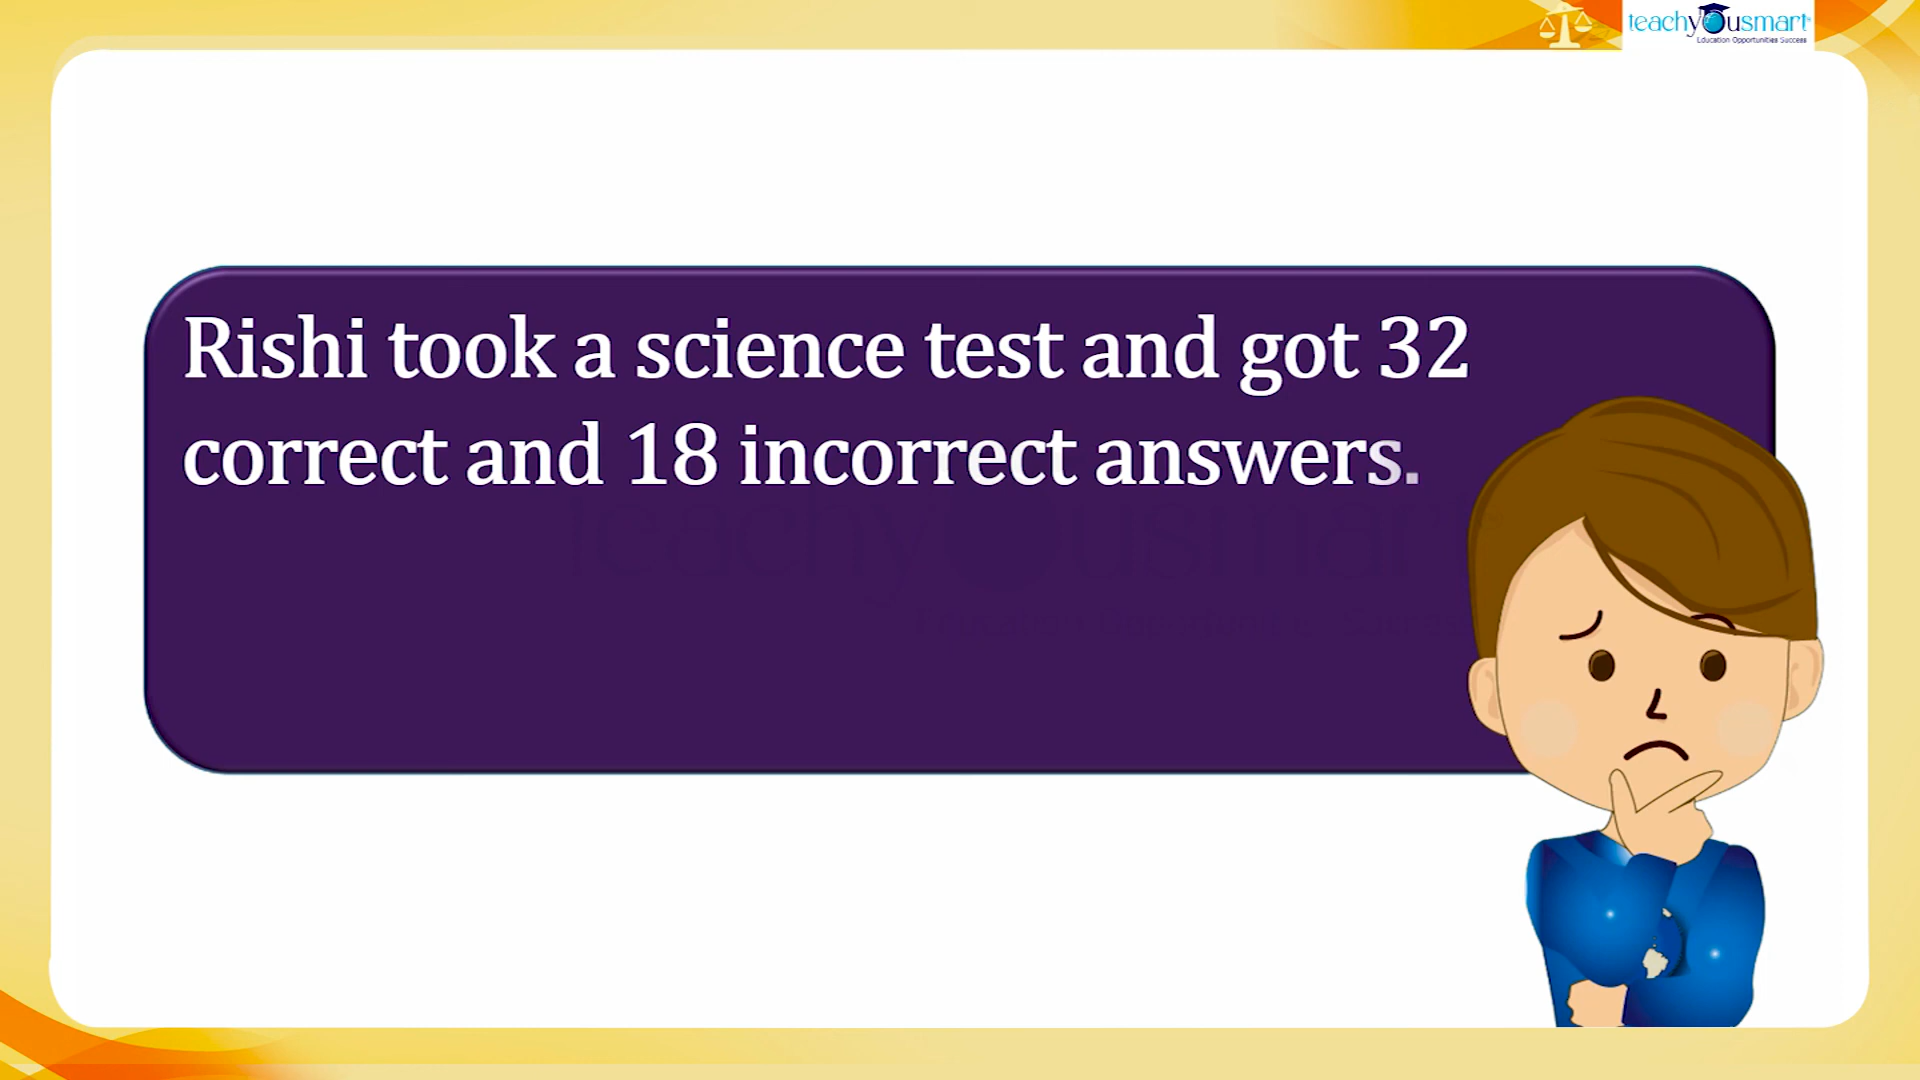 teachyousmart
Education Opportunities Success
Rishi took a science test and got 32
correct and 18 incorrect answers.